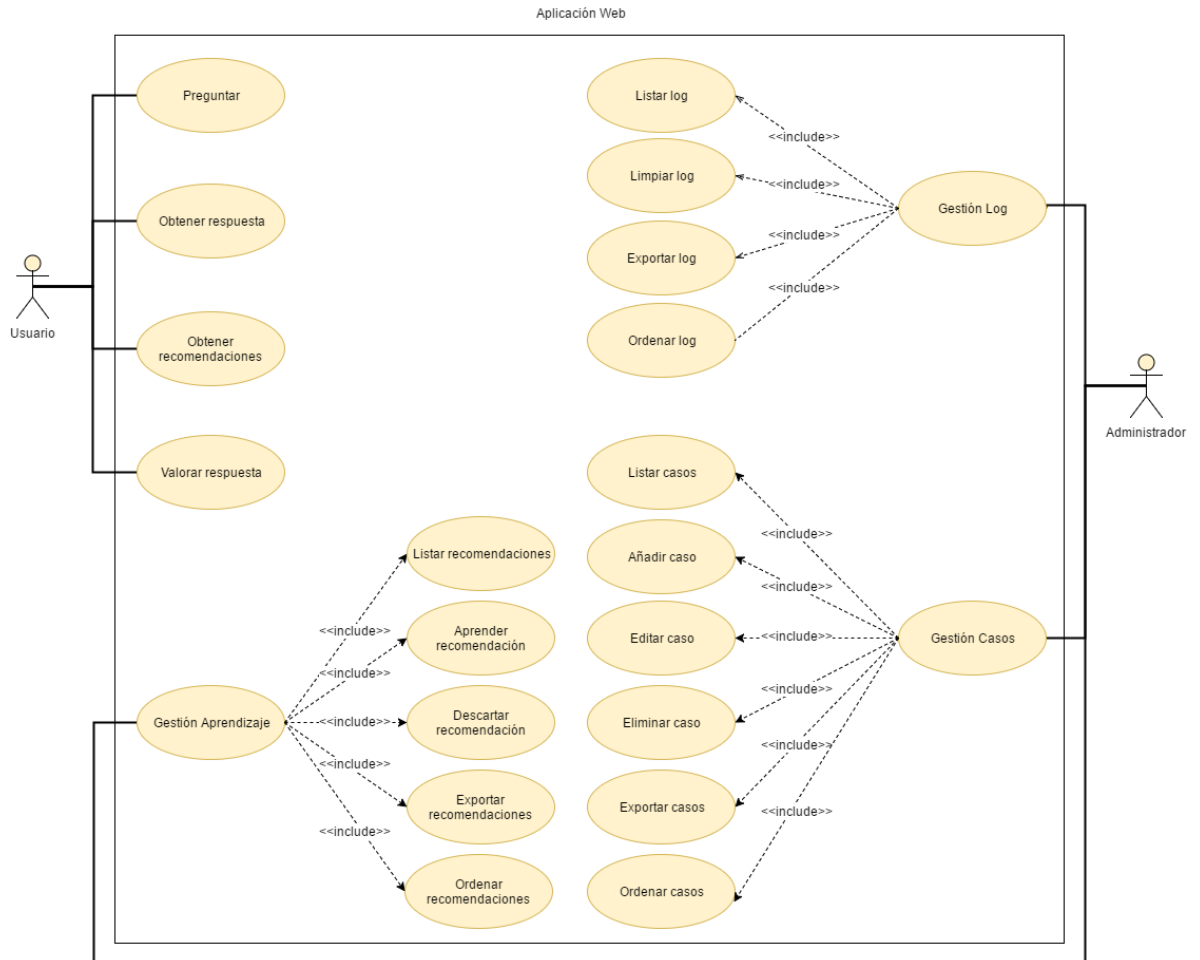 Aplicación Web
Preguntar
Obtener respuesta
Obtener
recomendaciones
Valorar respuesta
Usuario
Listar log
Limpiar log
Exportar log
Ordenar log
<<include>>
<<include>>
<<include>>
<<include>>
Gestión Log
Administrador
Listar casos
Añadir caso
Editar caso
Eliminar caso
Exportar casos
Ordenar casos
<<include>>
<<include>>
<<include>>
<<include>>
<<include>>
<<include>>
Gestión Casos
Gestión Aprendizaje
<<include>>
<<include>>
<<include>>
<<include>>
<<include>>
Listar recomendaciones
Aprender
recomendación
Descartar
recomendación
Exportar
recomendaciones
Ordenar
recomendaciones